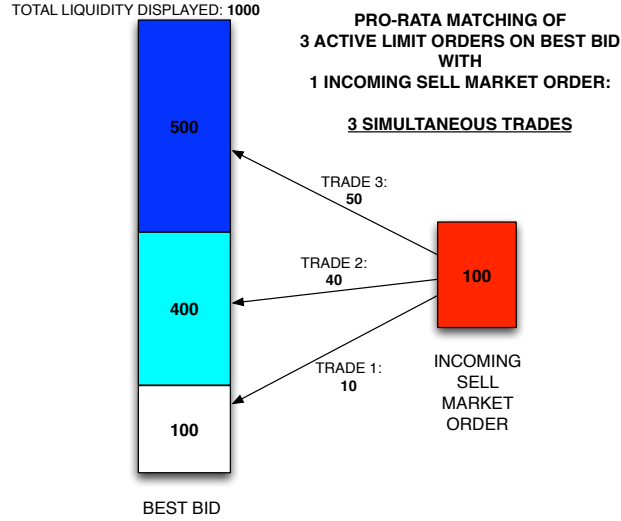 TOTAL LIQUIDITY DISPLAYED: 1000
PRO-RATA MATCHING OF
3 ACTIVE LIMIT ORDERS ON BEST BID
WITH
1 INCOMING SELL MARKET ORDER:
3 SIMULTANEOUS TRADES
500
TRADE 3:
50
TRADE 2:
40
100
400
TRADE 1:
10
INCOMING
SELL
MARKET
ORDER
100
BEST BID